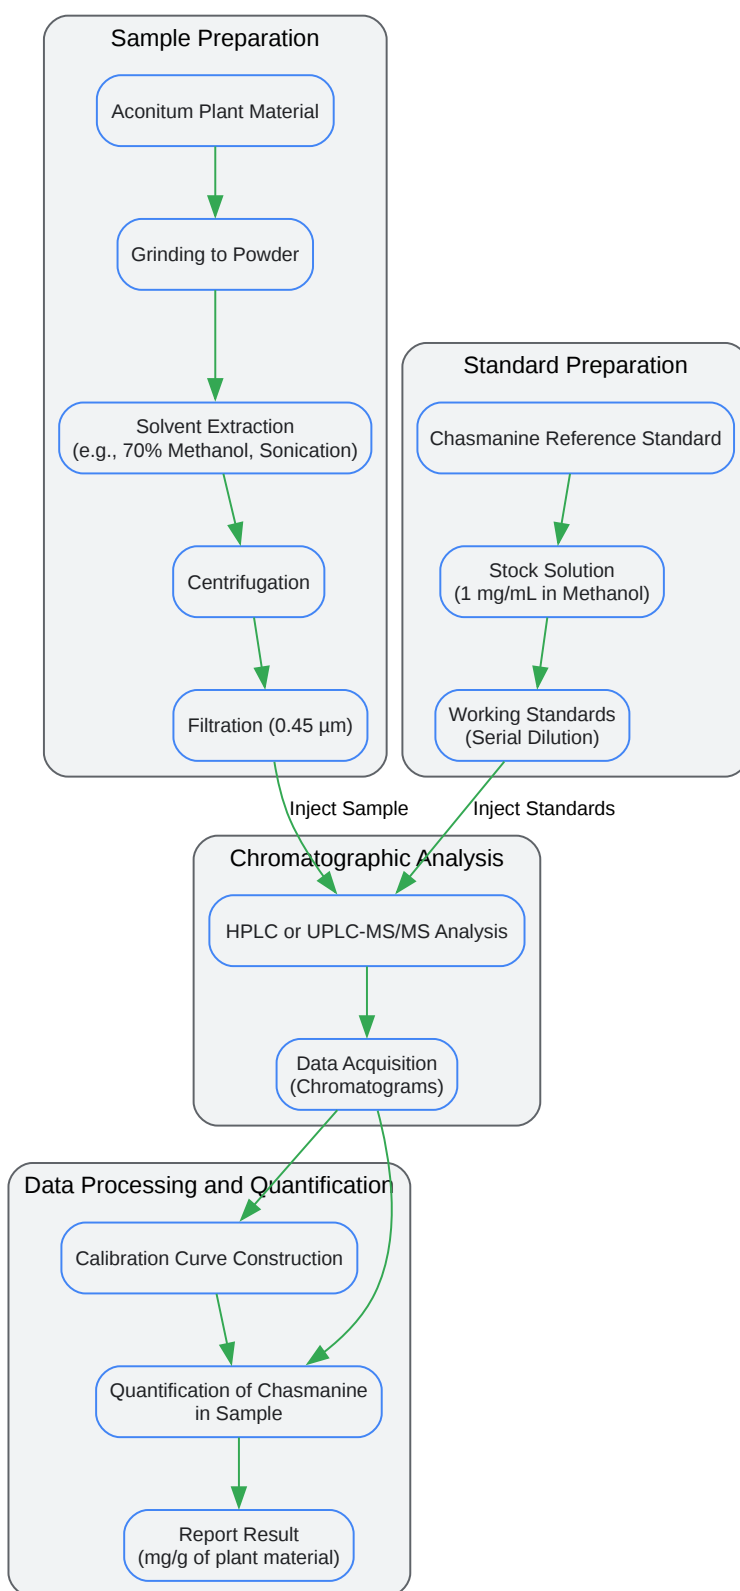 Sample Preparation
Aconitum Plant Material
Grinding to Powder
Solvent Extraction
(e.g., 70% Methanol, Sonication)
Centrifugation
Filtration (0.45 µm)
Standard Preparation
Chasmanine Reference Standard
Stock Solution
(1 mg/mL in Methanol)
Working Standards
(Serial Dilution)
Inject Sample
Inject Standards
Chromatographic Analysis
HPLC or UPLC-MS/MS Analysis
Data Acquisition
(Chromatograms)
Data Processing and Quantification
Calibration Curve Construction
Quantification of Chasmanine
in Sample
Report Result
(mg/g of plant material)